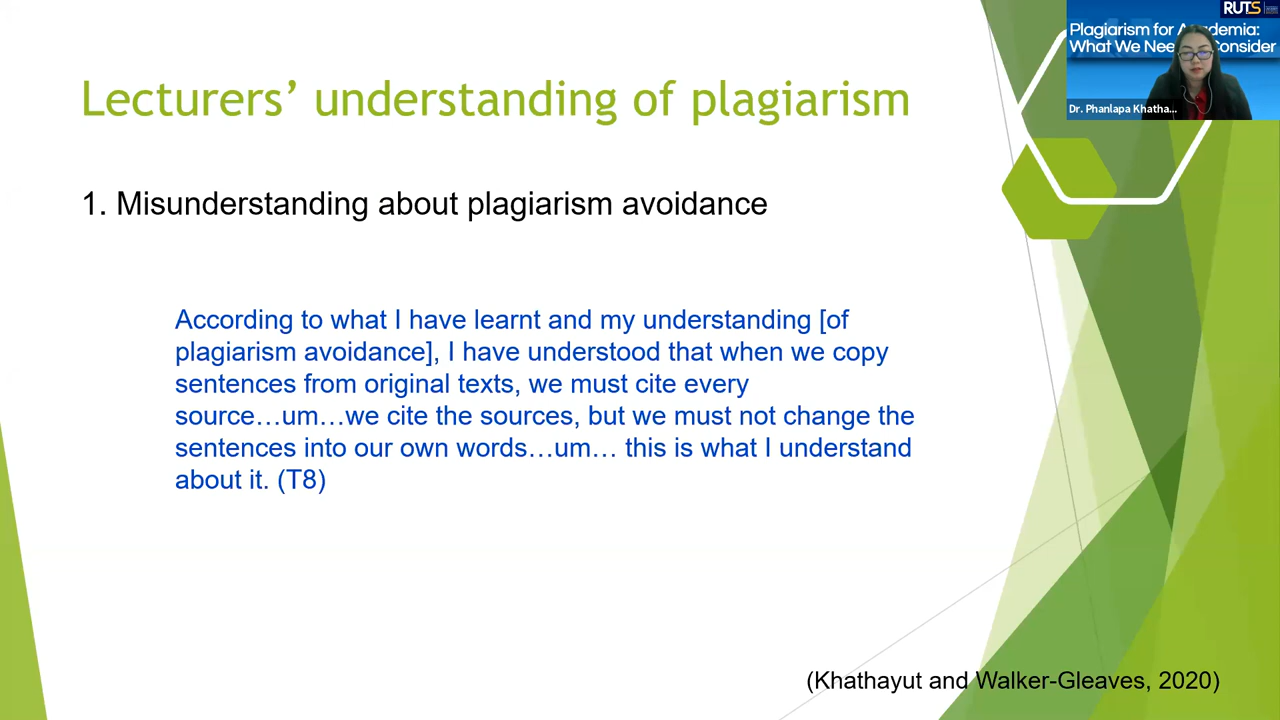 RUTS
Plagiarism for Academia:
What We Need Consider
Dr. Phanlapa Khatha...
Lecturers’ understanding of plagiarism
1. Misunderstanding about plagiarism avoidance
According to what I have learnt and my understanding [of
plagiarism avoidance], I have understood that when we copy
sentences from original texts, we must cite every
source…um…we cite the sources, but we must not change the
sentences into our own words…um… this is what I understand
about it. (T8)
(Khathayut and Walker-Gleaves, 2020)